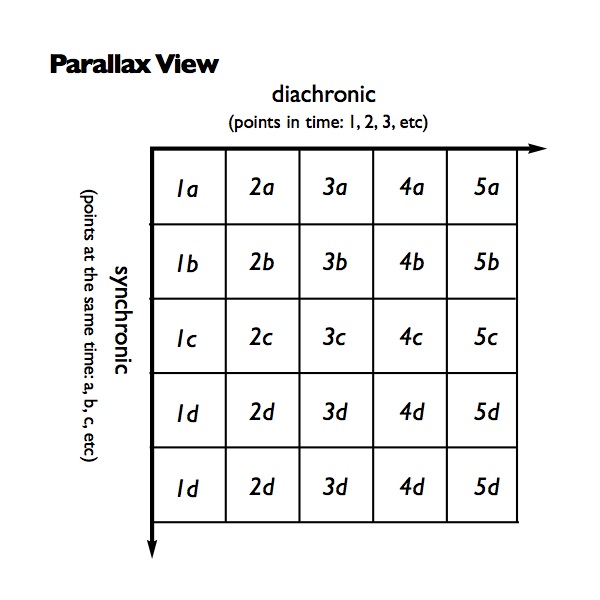 Parallax View
diachronic
(points in time: 1, 2, 3, etc)
synchronic
(points at the same time: a, b, c, etc)
1a 2a 3a 4a 5a
1b 2b 3b 4b 5b
1c 2c 3c 4c 5c
1d 2d 3d 4d 5d
1d 2d 3d 4d 5d